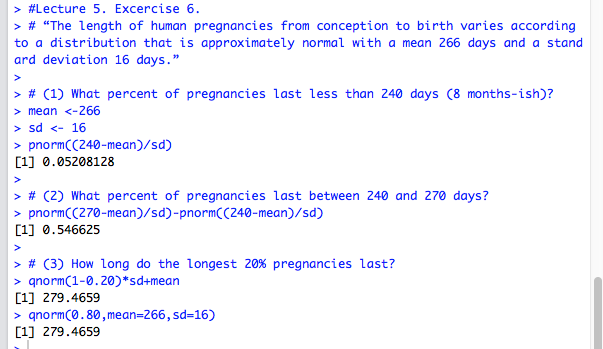 > #Lecture 5. Excercise 6.
> # “The length of human pregnancies from conception to birth varies according
to a distribution that is approximately normal with a mean 266 days and a stand
ard deviation 16 days.”
>
> # (1) What percent of pregnancies last less than 240 days (8 months-ish)?
> mean <-266
> sd <- 16
> pnorm((240-mean)/sd)
[1] 0.05208128
>
> # (2) What percent of pregnancies last between 240 and 270 days?
> pnorm((270-mean)/sd)-pnorm((240-mean)/sd)
[1] 0.546625
>
> # (3) How long do the longest 20% pregnancies last?
> qnorm(1-0.20)*sd+mean
[1] 279.4659
> qnorm(0.80,mean=266,sd=16)
[1] 279.4659
>